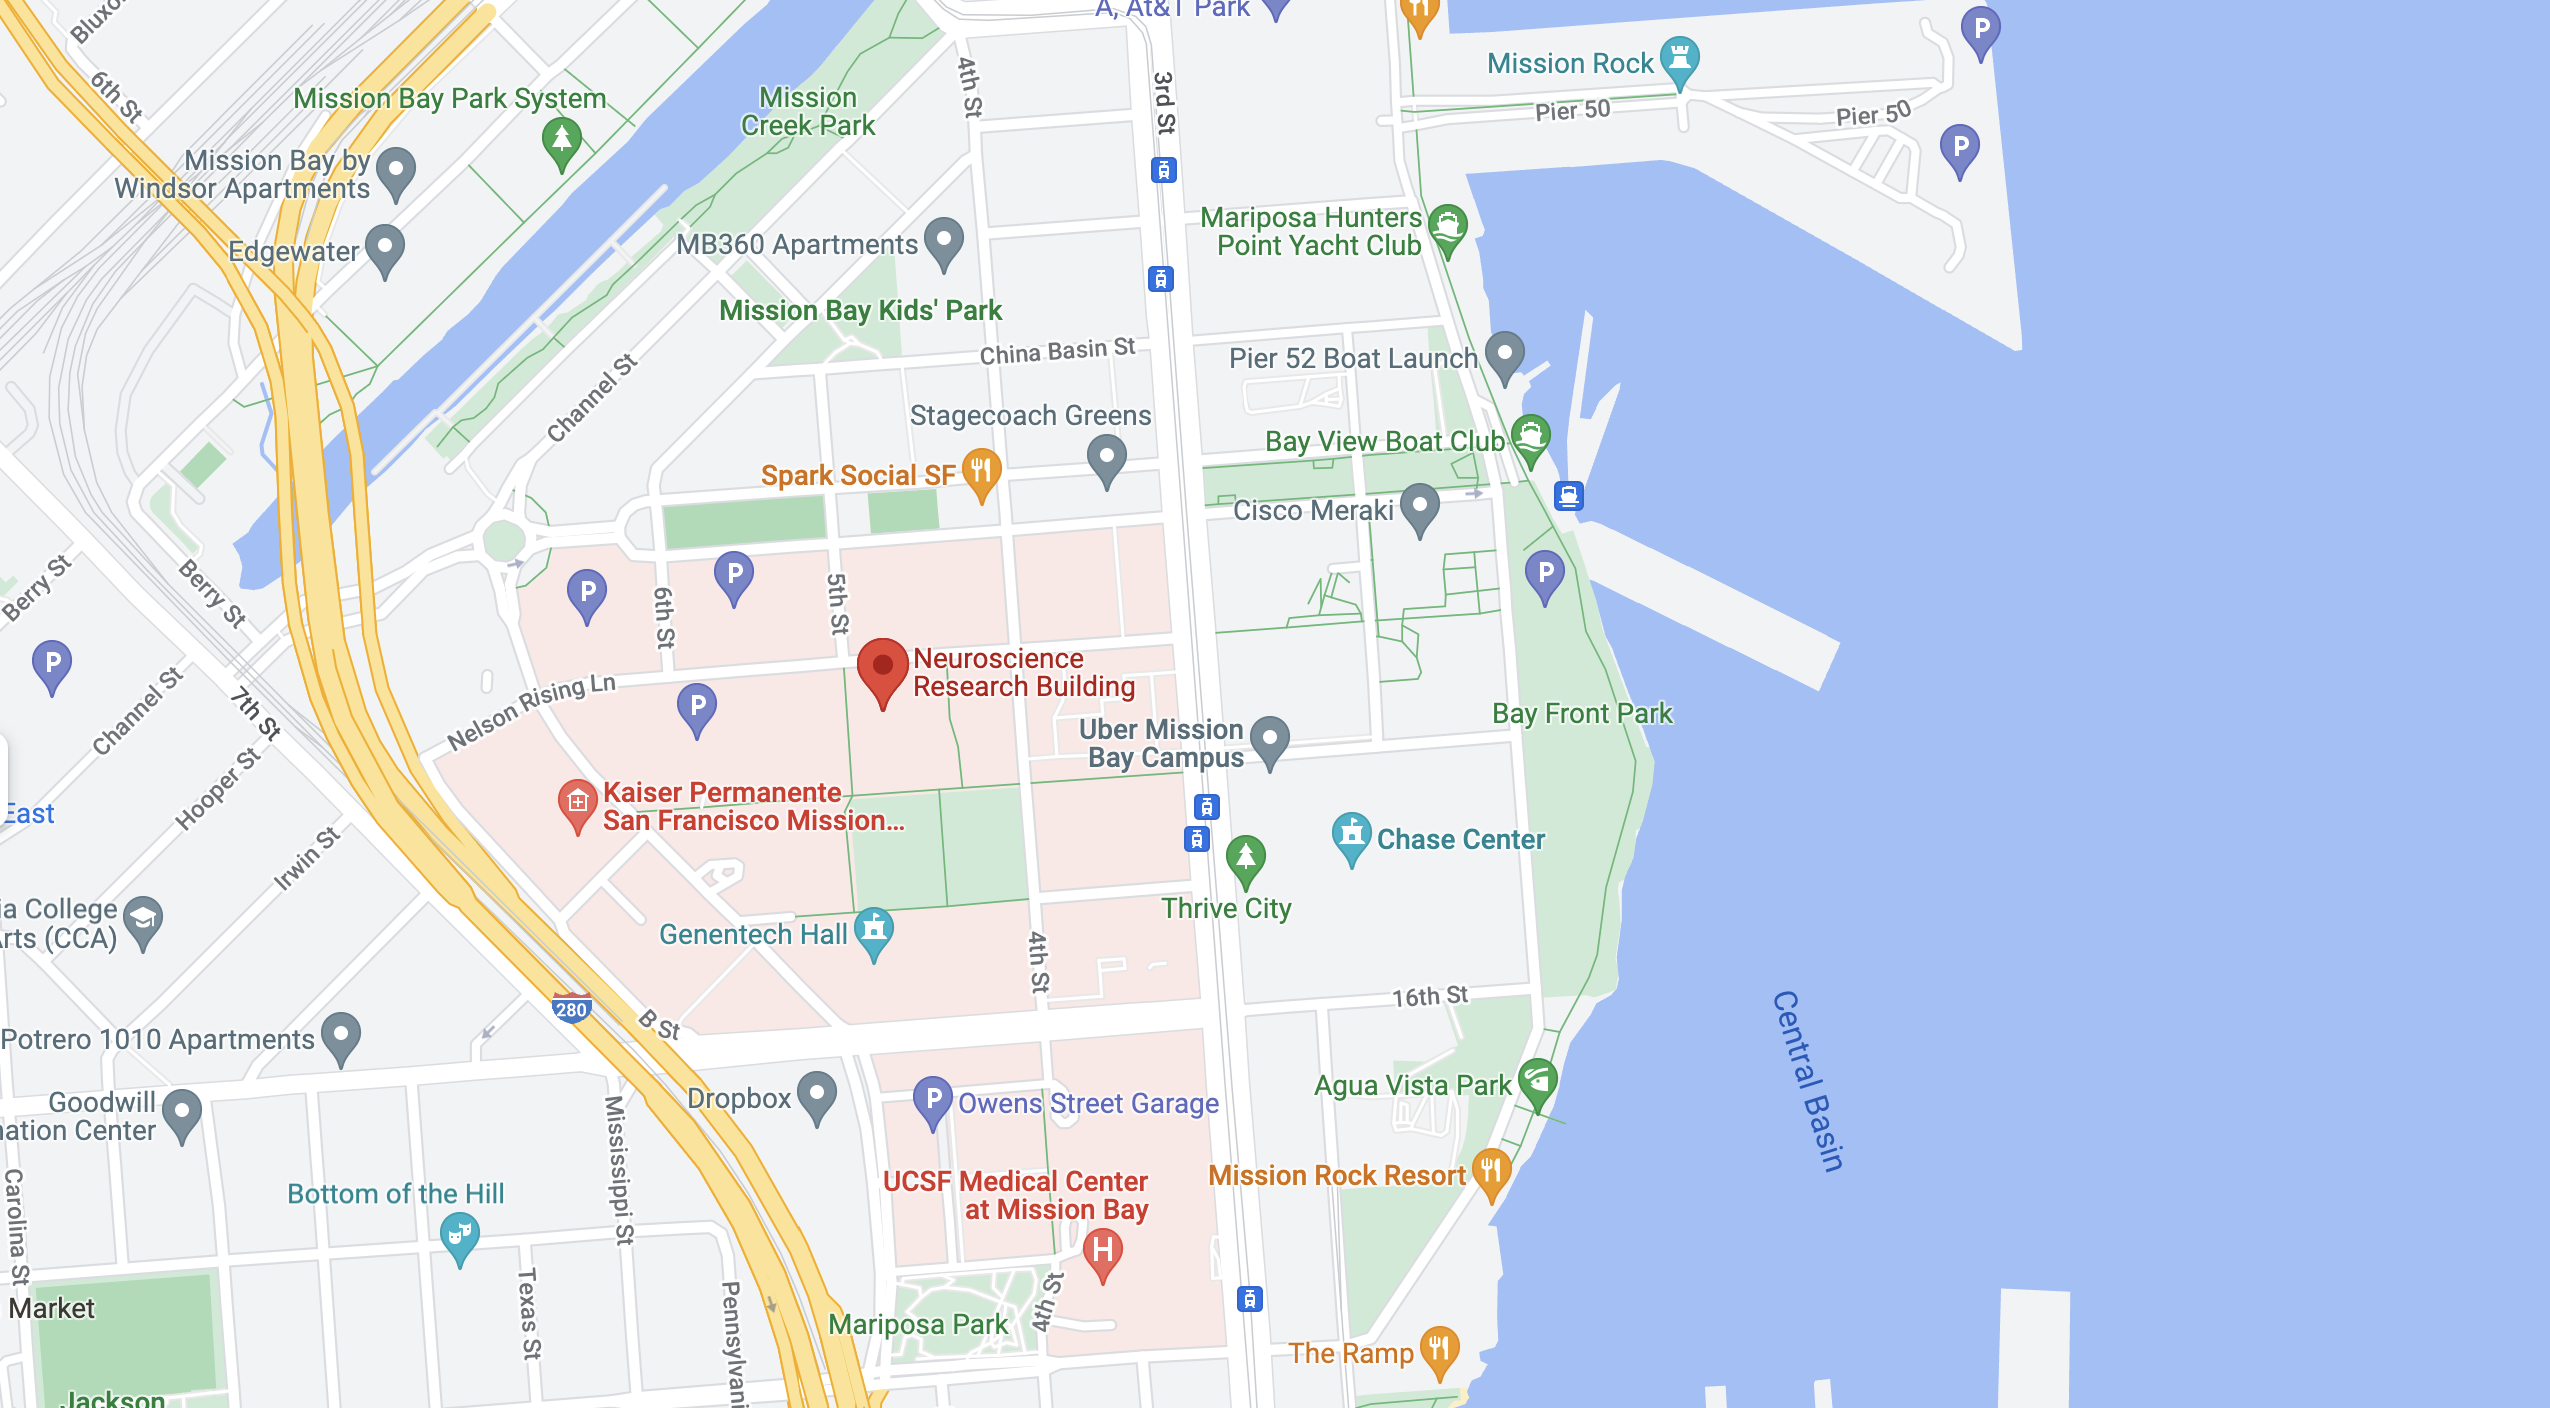 A, At&T Park
6th St
Mission Bay Park System
Mission
Creek Park
4th St
3rd St
Mission Rock
Pier 50
Pier 50
P
P
Mission Bay by
Windsor Apartments
Edgewater
MB360 Apartments
Mariposa Hunters
Point Yacht Club
Mission Bay Kids' Park
China Basin St
Pier 52 Boat Launch
Channel St
Stagecoach Greens
Bay View Boat Club
Spark Social SF
Cisco Meraki
Berry St
Berry St
P
P
P
P
6th St
5th St
Neuroscience
Research Building
Nelson Rising Ln
P
Channel St
7th St
Hooper St
Uber Mission
Bay Campus
Bay Front Park
East
Kaiser Permanente
San Francisco Mission...
Irwin St
Chase Center
Thrive City
College
(CCA)
Genentech Hall
4th St
16th St
280
B St
Central Basin
Potrero 1010 Apartments
Goodwill
Center
Dropbox
P
Owens Street Garage
Agua Vista Park
Mississippi St
Carolina St
UCSF Medical Center
at Mission Bay
H
Mission Rock Resort
Bottom of the Hill
Texas St
Market
Mariposa Park
4th St
The Ramp
Jackson